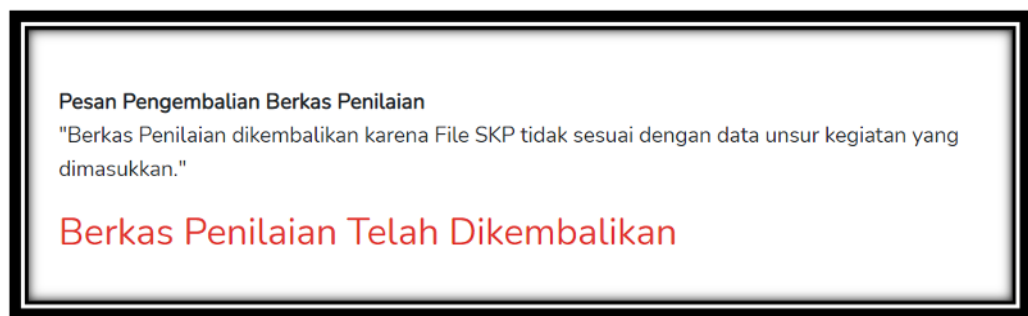 Pesan Pengembalian Berkas Penilaian
"Berkas Penilaian dikembalikan karena File SKP tidak sesuai dengan data unsur kegiatan yang
dimasukkan."
Berkas Penilaian Telah Dikembalikan